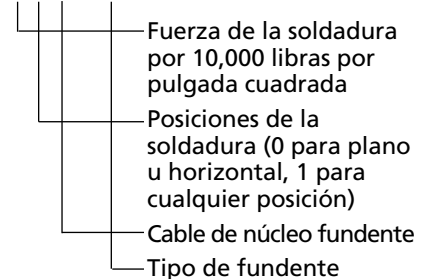 Fuerza de la soldadura
por 10,000 libras por
pulgada cuadrada
Posiciones de la
soldadura (0 para plano
u horizontal, 1 para
cualquier posición)
Cable de núcleo fundente
Tipo de fundente